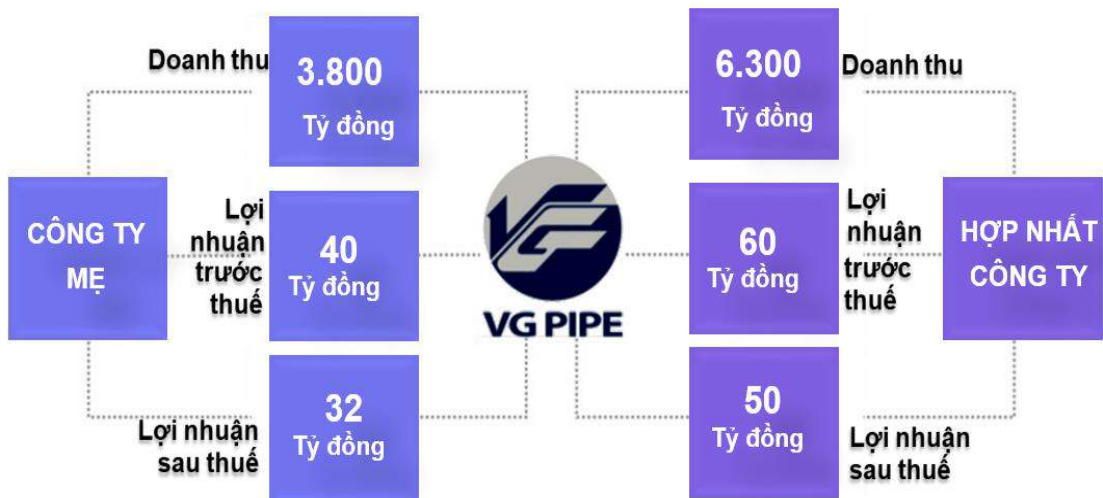 Doanh thu
3.800
Tỷ đồng
CÔNG TY
MẸ
Lợi
nhuận
trước
thuế
40
Tỷ đồng
Lợi nhuận
sau thuế
32
Tỷ đồng
VG PIPE
6.300
Tỷ đồng
Doanh thu
60
Tỷ đồng
Lợi
nhuận
trước
thuế
HỢP NHẤT
CÔNG TY
50
Tỷ đồng
Lợi nhuận
sau thuế